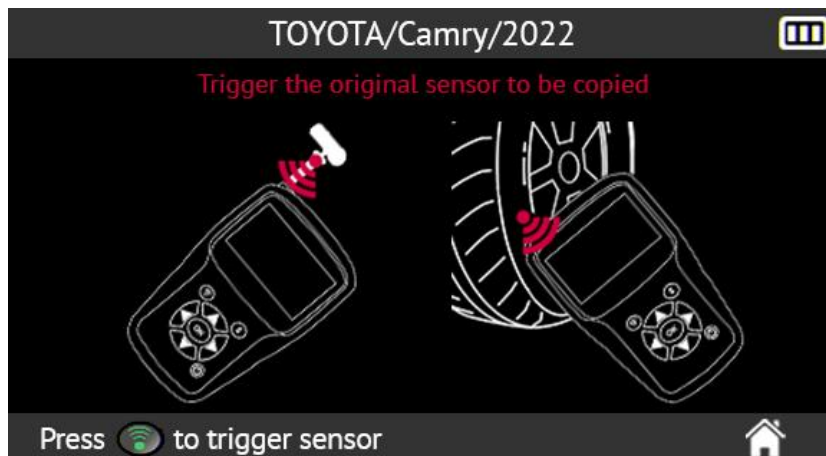 TOYOTA/Camry/2022
Trigger the original sensor to be copied
Press to trigger sensor